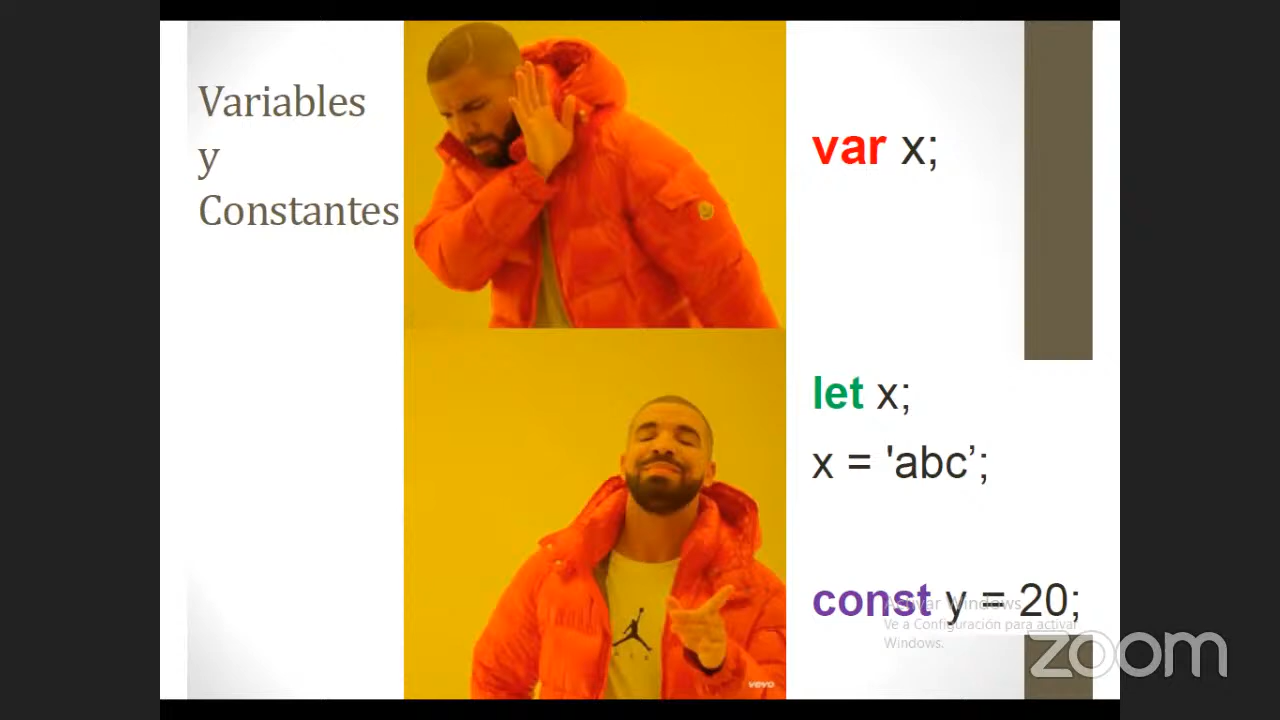 Variables
y
Constantes
var x;
let x;
x = 'abc’;
const y = 20;
Activar Windows
Ve a Configuración para activar
Windows.
zoom
vevo